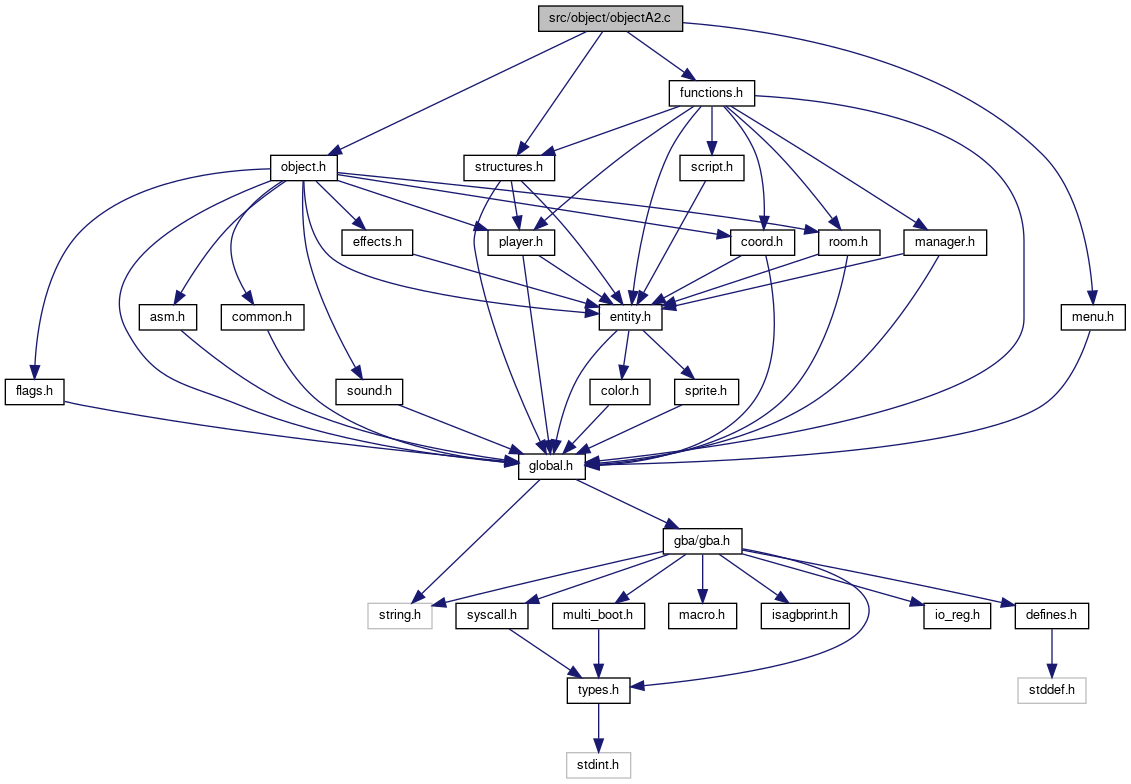 src/object/objectA2.c
functions.h
object.h
structures.h
script.h
effects.h
player.h
coord.h
room.h
manager.h
asm.h
common.h
entity.h
menu.h
flags.h
sound.h
color.h
sprite.h
global.h
gba/gba.h
string.h
syscall.h
multi_boot.h
macro.h
isagbprint.h
io_reg.h
defines.h
types.h
stddef.h
stdint.h